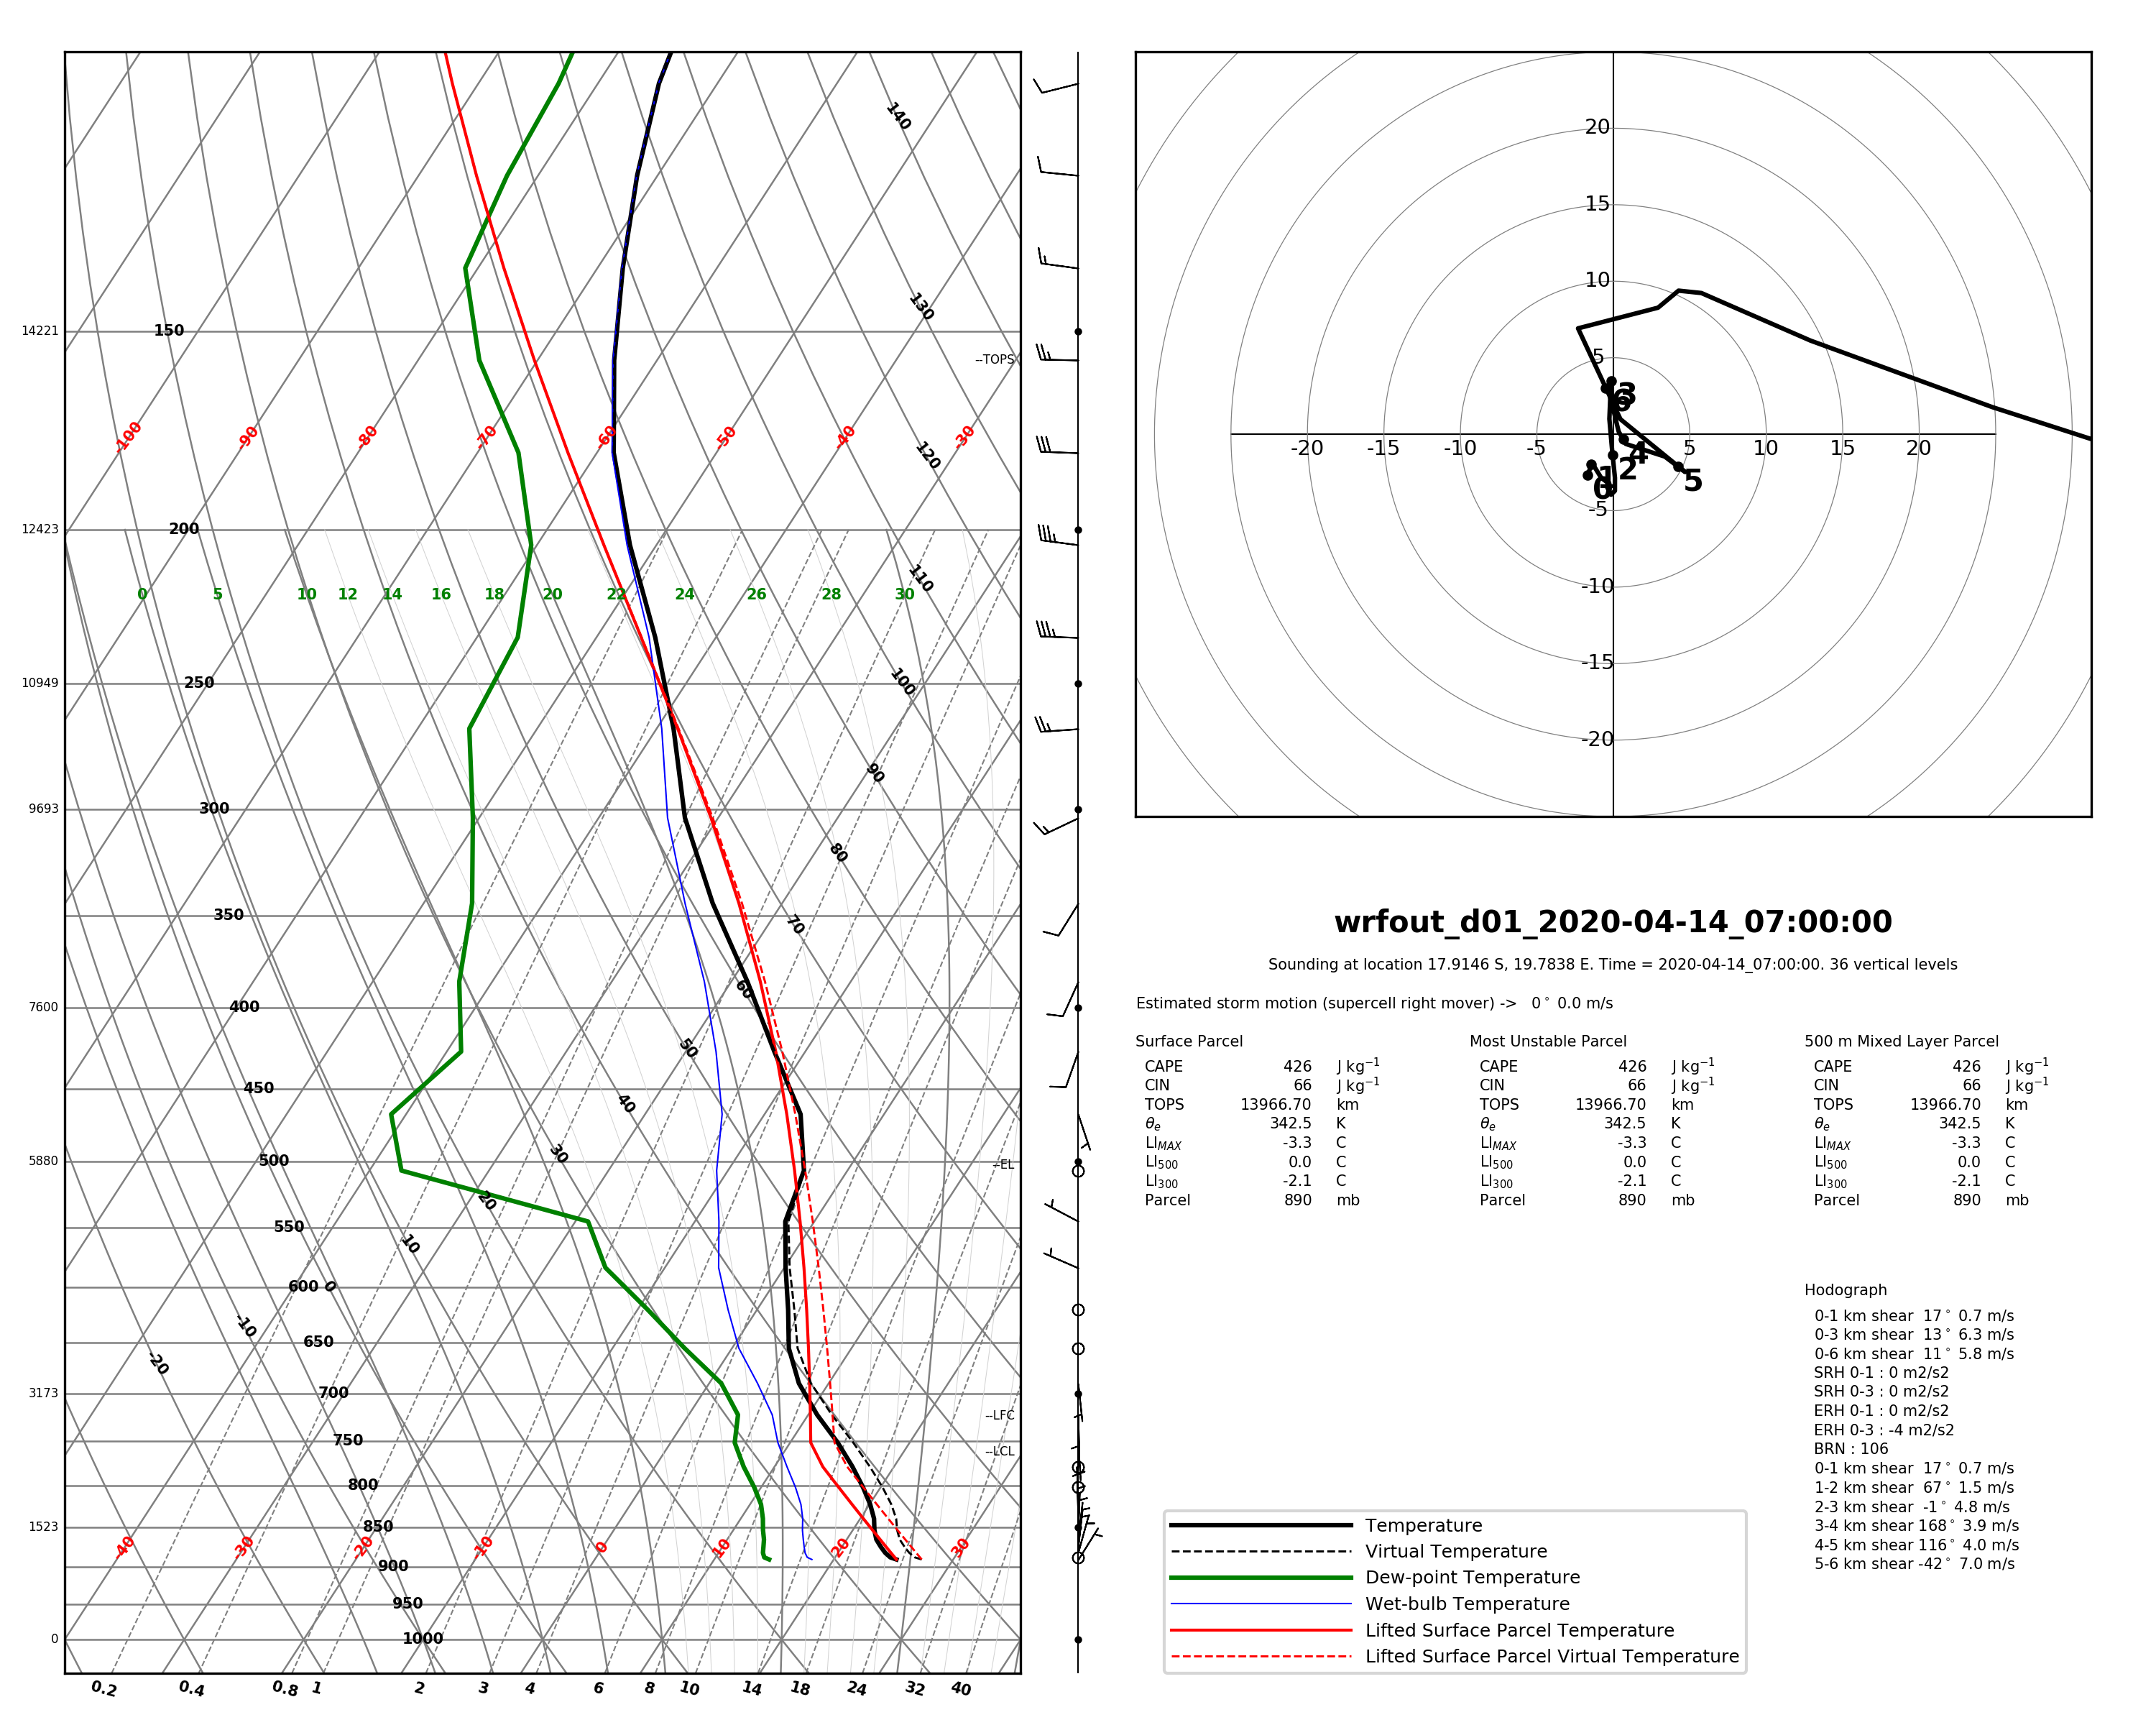 140
130
14221 150
--TOPS
-100 -90 -80 -70 -60 -50 -40 -30
120
12423 200
110
0 5 10 12 14 16 18 20 22 24 26 28 30
100
10949 250
90
9693 300
80
350
70
60
7600 400
50
450
40
5880 500
30
--EL
20
550
10
600 0
-10
650
-20
3173 700
--LFC
750
--LCL
800
1523 850
-40 -30 -20 -10 0 10 20 30
900
950
0 1000
0.2 0.4 0.8 1 2 3 4 6 8 10 14 18 24 32 40
20
15
10
5
-20 -15 -10 -5 5 10 15 20
-5
-10
-15
-20
0 1 2 3 4 5 6
wrfout_d01_2020-04-14_07:00:00
Sounding at location 17.9146 S, 19.7838 E. Time = 2020-04-14_07:00:00. 36 vertical levels
Estimated storm motion (supercell right mover) -> 0° 0.0 m/s
Surface Parcel
CAPE 426 J kg⁻¹
CIN 66 J kg⁻¹
TOPS 13966.70 km
θₑ 342.5 K
LI_MAX -3.3 C
LI₅₀₀ 0.0 C
LI₃₀₀ -2.1 C
Parcel 890 mb
Most Unstable Parcel
CAPE 426 J kg⁻¹
CIN 66 J kg⁻¹
TOPS 13966.70 km
θₑ 342.5 K
LI_MAX -3.3 C
LI₅₀₀ 0.0 C
LI₃₀₀ -2.1 C
Parcel 890 mb
500 m Mixed Layer Parcel
CAPE 426 J kg⁻¹
CIN 66 J kg⁻¹
TOPS 13966.70 km
θₑ 342.5 K
LI_MAX -3.3 C
LI₅₀₀ 0.0 C
LI₃₀₀ -2.1 C
Parcel 890 mb
Hodograph
0-1 km shear 17° 0.7 m/s
0-3 km shear 13° 6.3 m/s
0-6 km shear 11° 5.8 m/s
SRH 0-1 : 0 m2/s2
SRH 0-3 : 0 m2/s2
ERH 0-1 : 0 m2/s2
ERH 0-3 : -4 m2/s2
BRN : 106
0-1 km shear 17° 0.7 m/s
1-2 km shear 67° 1.5 m/s
2-3 km shear -1° 4.8 m/s
3-4 km shear 168° 3.9 m/s
4-5 km shear 116° 4.0 m/s
5-6 km shear -42° 7.0 m/s
Temperature
Virtual Temperature
Dew-point Temperature
Wet-bulb Temperature
Lifted Surface Parcel Temperature
Lifted Surface Parcel Virtual Temperature